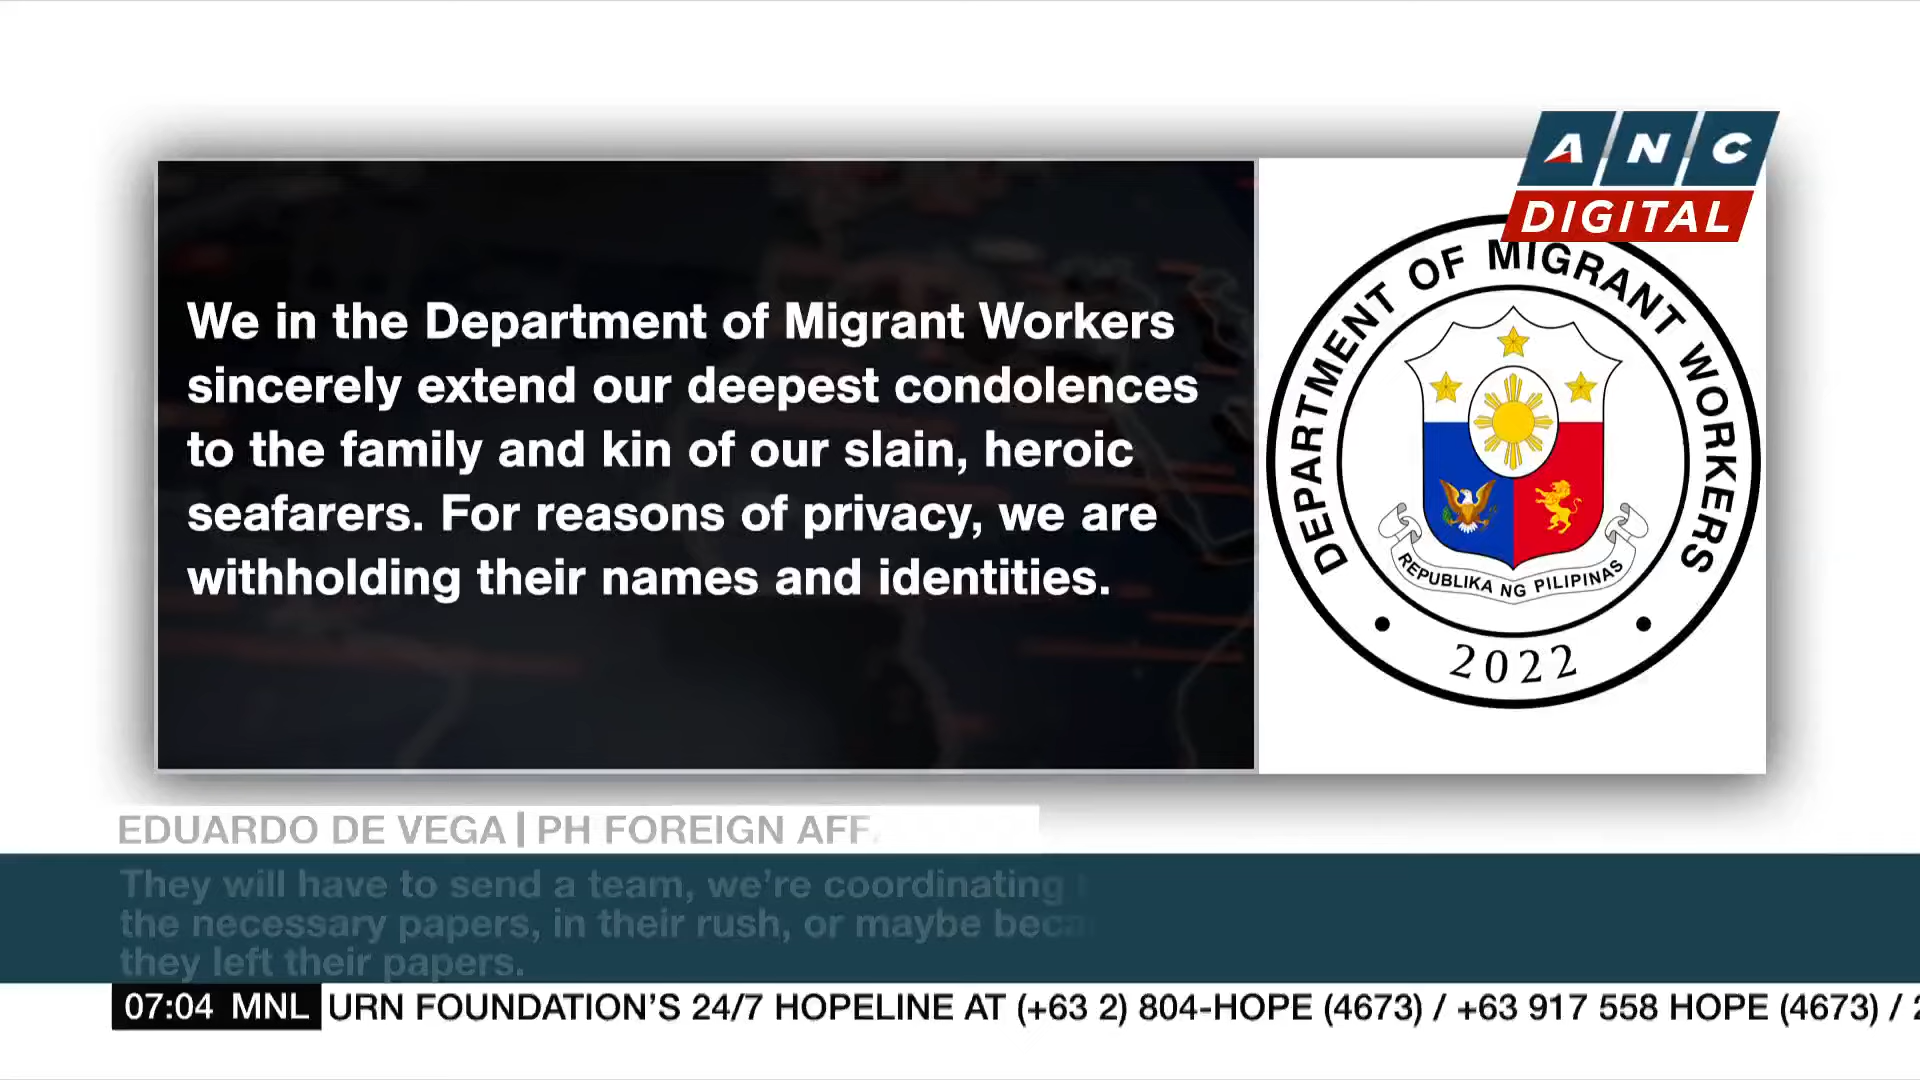 ANC
DIGITAL
We in the Department of Migrant Workers
sincerely extend our deepest condolences
to the family and kin of our slain, heroic
seafarers. For reasons of privacy, we are
withholding their names and identities.
DEPARTMENT OF MIGRANT WORKERS
REPUBLIKA NG PILIPINAS
2022
EDUARDO DE VEGA | PH FOREIGN AFF
They will have to send a team, we're coordinating
the necessary papers, in their rush, or maybe
they left their papers.
07:04 MNL URN FOUNDATION'S 24/7 HOPELINE AT (+63 2) 804-HOPE (4673) / +63 917 558 HOPE (4673) /